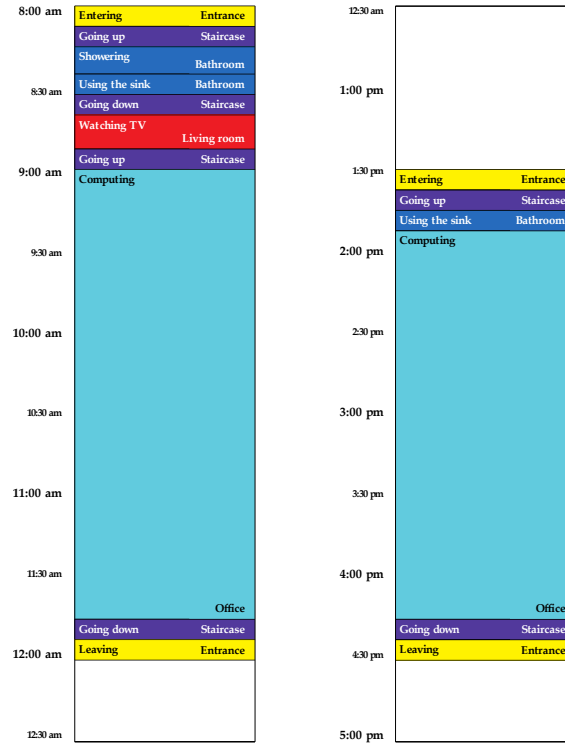 8:00 am
Entering Entrance
Going up Staircase
Showering
Bathroom
8:30 am
Using the sink Bathroom
Going down Staircase
Watching TV
Living room
Going up Staircase
9:00 am
Computing
9:30 am
10:00 am
10:30 am
11:00 am
11:30 am
Office
Going down Staircase
12:00 am
Leaving Entrance
12:30 am
12:30 am
1:00 pm
1:30 pm
Entering Entrance
Going up Staircase
Using the sink Bathroom
Computing
2:00 pm
2:30 pm
3:00 pm
3:30 pm
4:00 pm
Office
Going down Staircase
4:30 pm
Leaving Entrance
5:00 pm